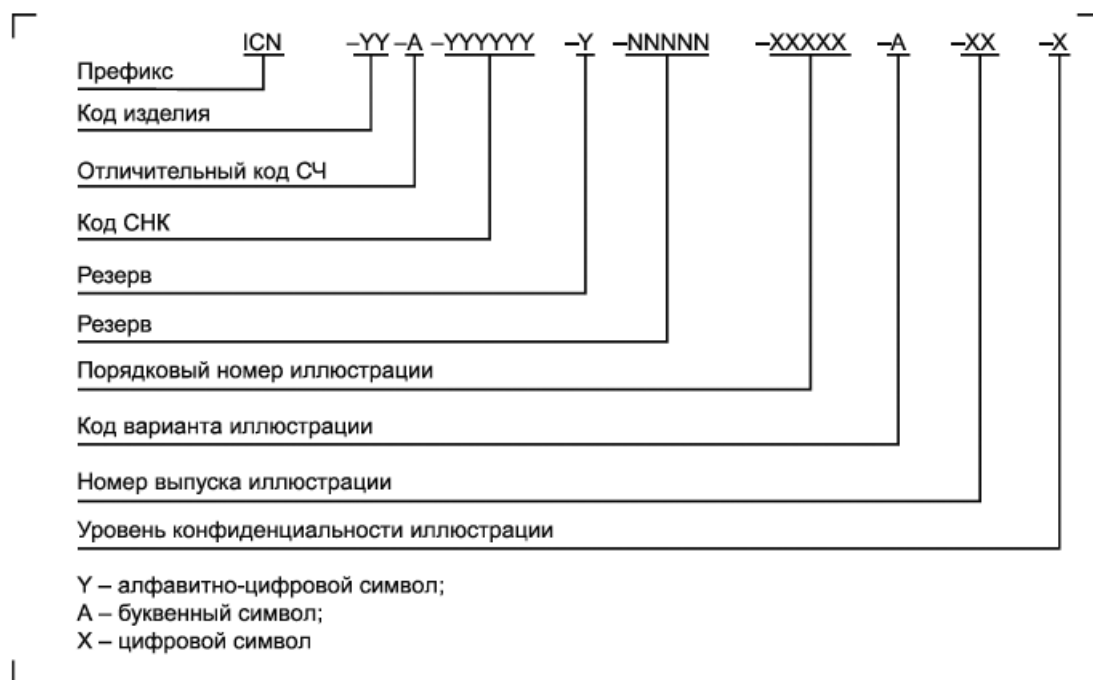 ICN –YY –A –YYYYYY –Y –NNNNN –XXXXX –A –XX –X
Префикс
Код изделия
Отличительный код СЧ
Код СНК
Резерв
Резерв
Порядковый номер иллюстрации
Код варианта иллюстрации
Номер выпуска иллюстрации
Уровень конфиденциальности иллюстрации
Y – алфавитно-цифровой символ;
А – буквенный символ;
X – цифровой символ